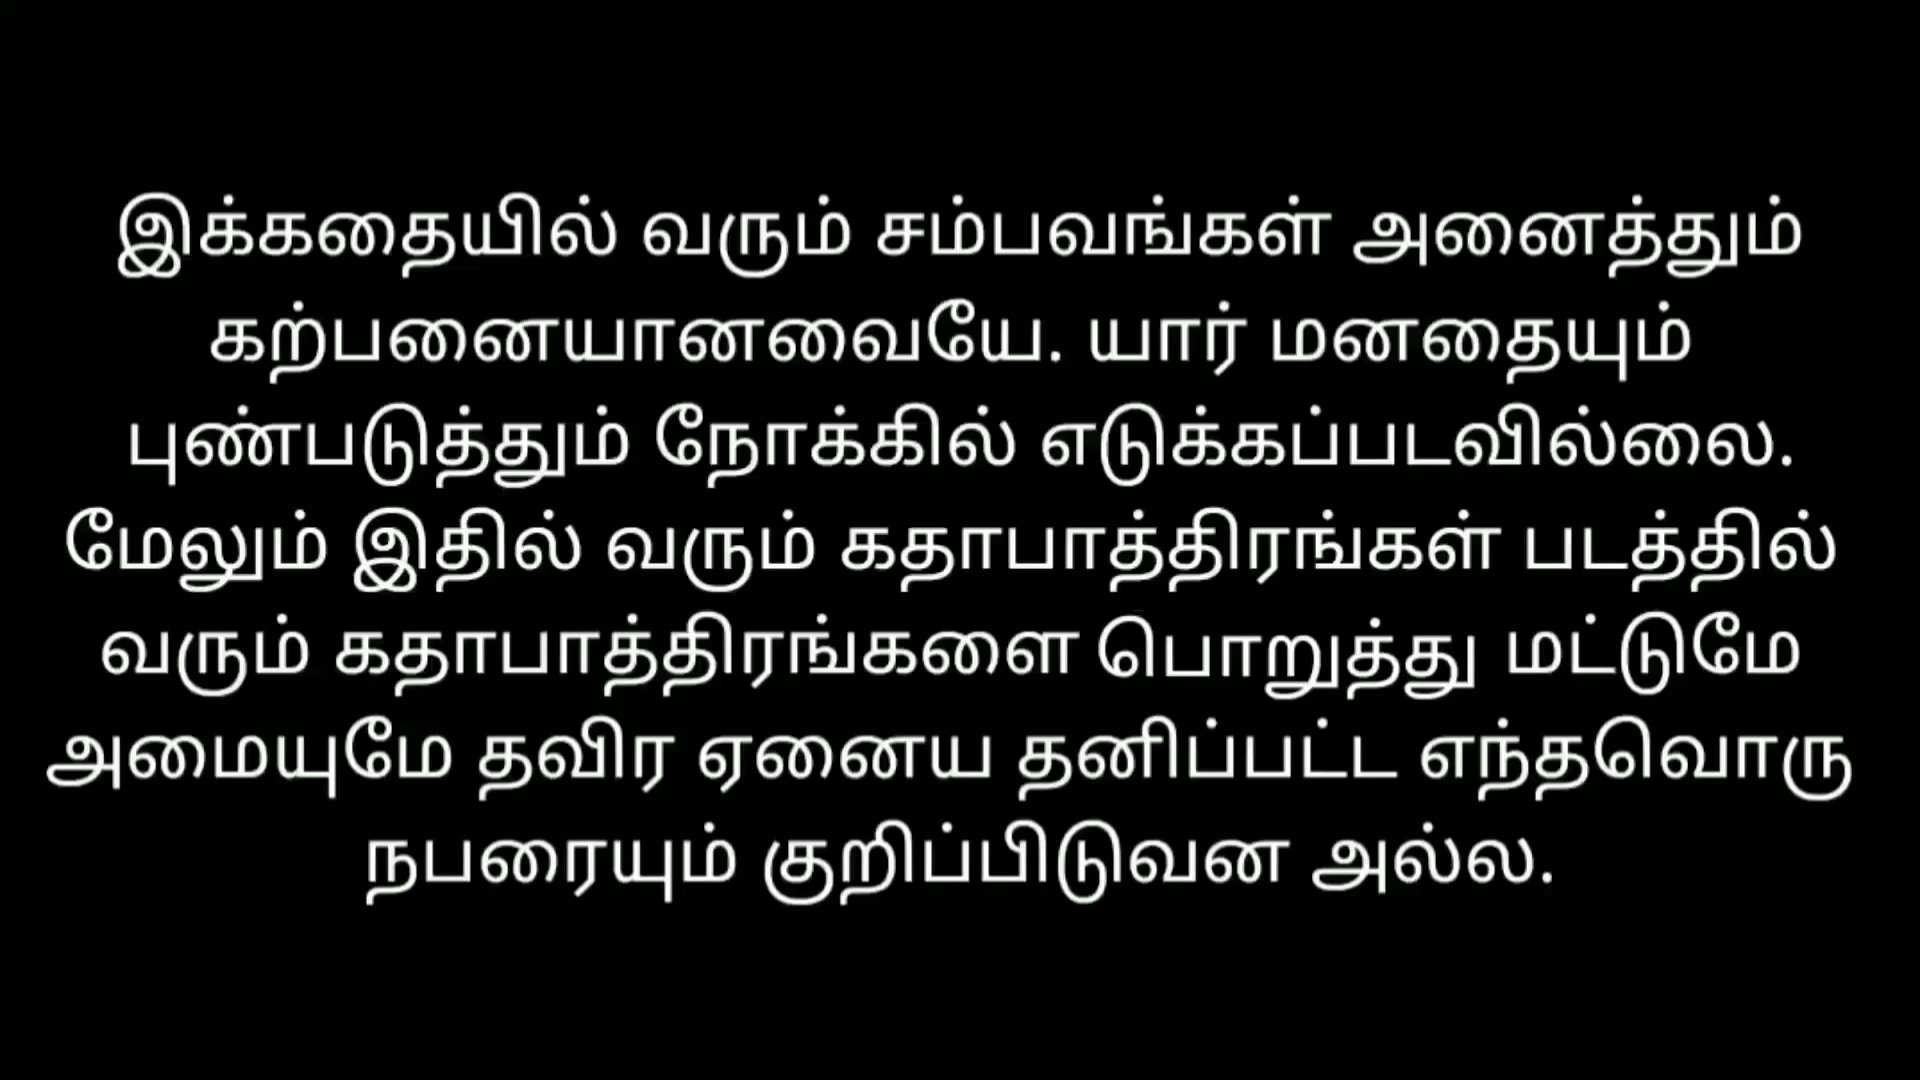 இக்கதையில் வரும் சம்பவங்கள் அனைத்தும்
கற்பனையானவையே. யார் மனதையும்
புண்படுத்தும் நோக்கில் எடுக்கப்படவில்லை.
மேலும் இதில் வரும் கதாபாத்திரங்கள் படத்தில்
வரும் கதாபாத்திரங்களை பொறுத்து மட்டுமே
அமையுமே தவிர ஏனைய தனிப்பட்ட எந்தவொரு
நபரையும் குறிப்பிடுவன அல்ல.